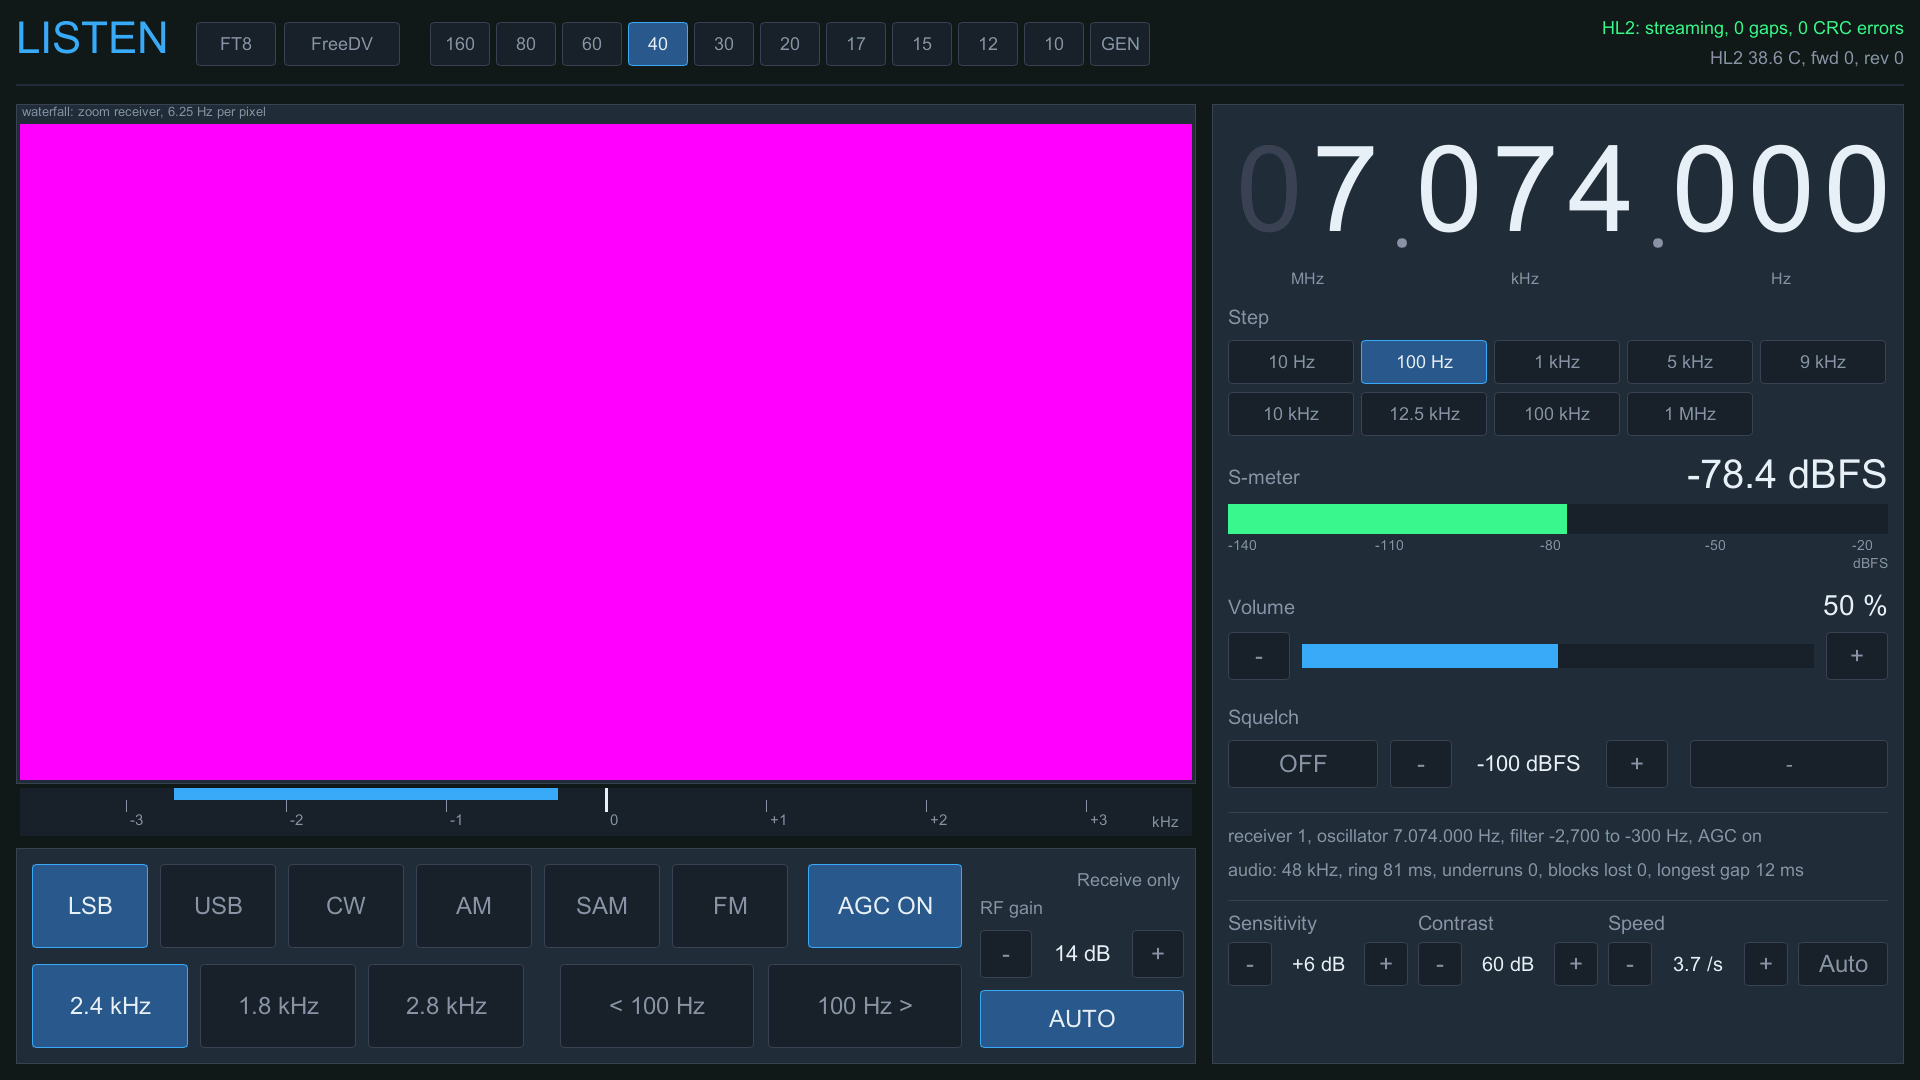 LISTEN
FT8 FreeDV 160 80 60 40 30 20 17 15 12 10 GEN
HL2: streaming, 0 gaps, 0 CRC errors
HL2 38.6 C, fwd 0, rev 0
waterfall: zoom receiver, 6.25 Hz per pixel
-3 -2 -1 0 +1 +2 +3 kHz
LSB USB CW AM SAM FM AGC ON
Receive only
RF gain
- 14 dB +
2.4 kHz 1.8 kHz 2.8 kHz < 100 Hz 100 Hz > AUTO
07.074.000
MHz kHz Hz
Step
10 Hz 100 Hz 1 kHz 5 kHz 9 kHz
10 kHz 12.5 kHz 100 kHz 1 MHz
S-meter -78.4 dBFS
-140 -110 -80 -50 -20
dBFS
Volume 50 %
- +
Squelch
OFF - -100 dBFS + -
receiver 1, oscillator 7.074.000 Hz, filter -2,700 to -300 Hz, AGC on
audio: 48 kHz, ring 81 ms, underruns 0, blocks lost 0, longest gap 12 ms
Sensitivity Contrast Speed
- +6 dB + - 60 dB + - 3.7 /s + Auto